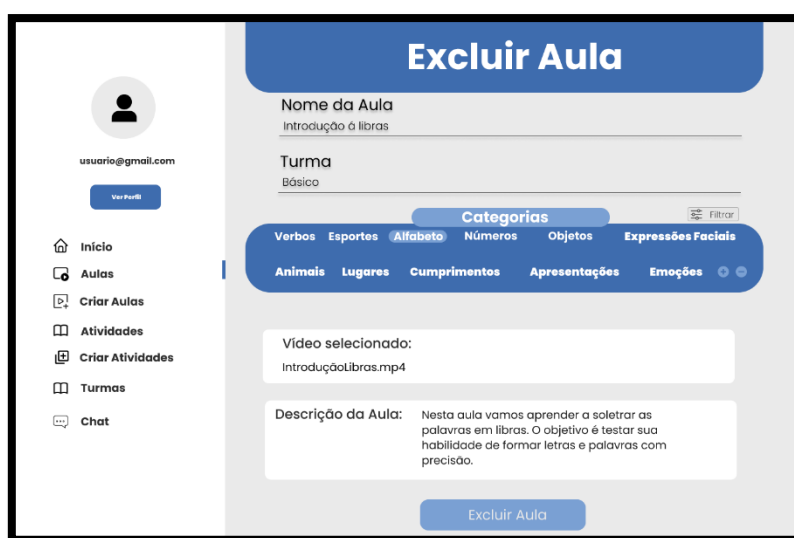 Excluir Aula
usuario@gmail.com
Ver Perfil
Início
Aulas
Criar Aulas
Atividades
Criar Atividades
Turmas
Chat
Nome da Aula
Introdução á libras
Turma
Básico
Categorias
Filtrar
Verbos Esportes Alfabeto Números Objetos Expressões Faciais
Animais Lugares Cumprimentos Apresentações Emoções
Vídeo selecionado:
IntroduçãoLibras.mp4
Descrição da Aula:
Nesta aula vamos aprender a soletrar as
palavras em libras. O objetivo é testar sua
habilidade de formar letras e palavras com
precisão.
Excluir Aula